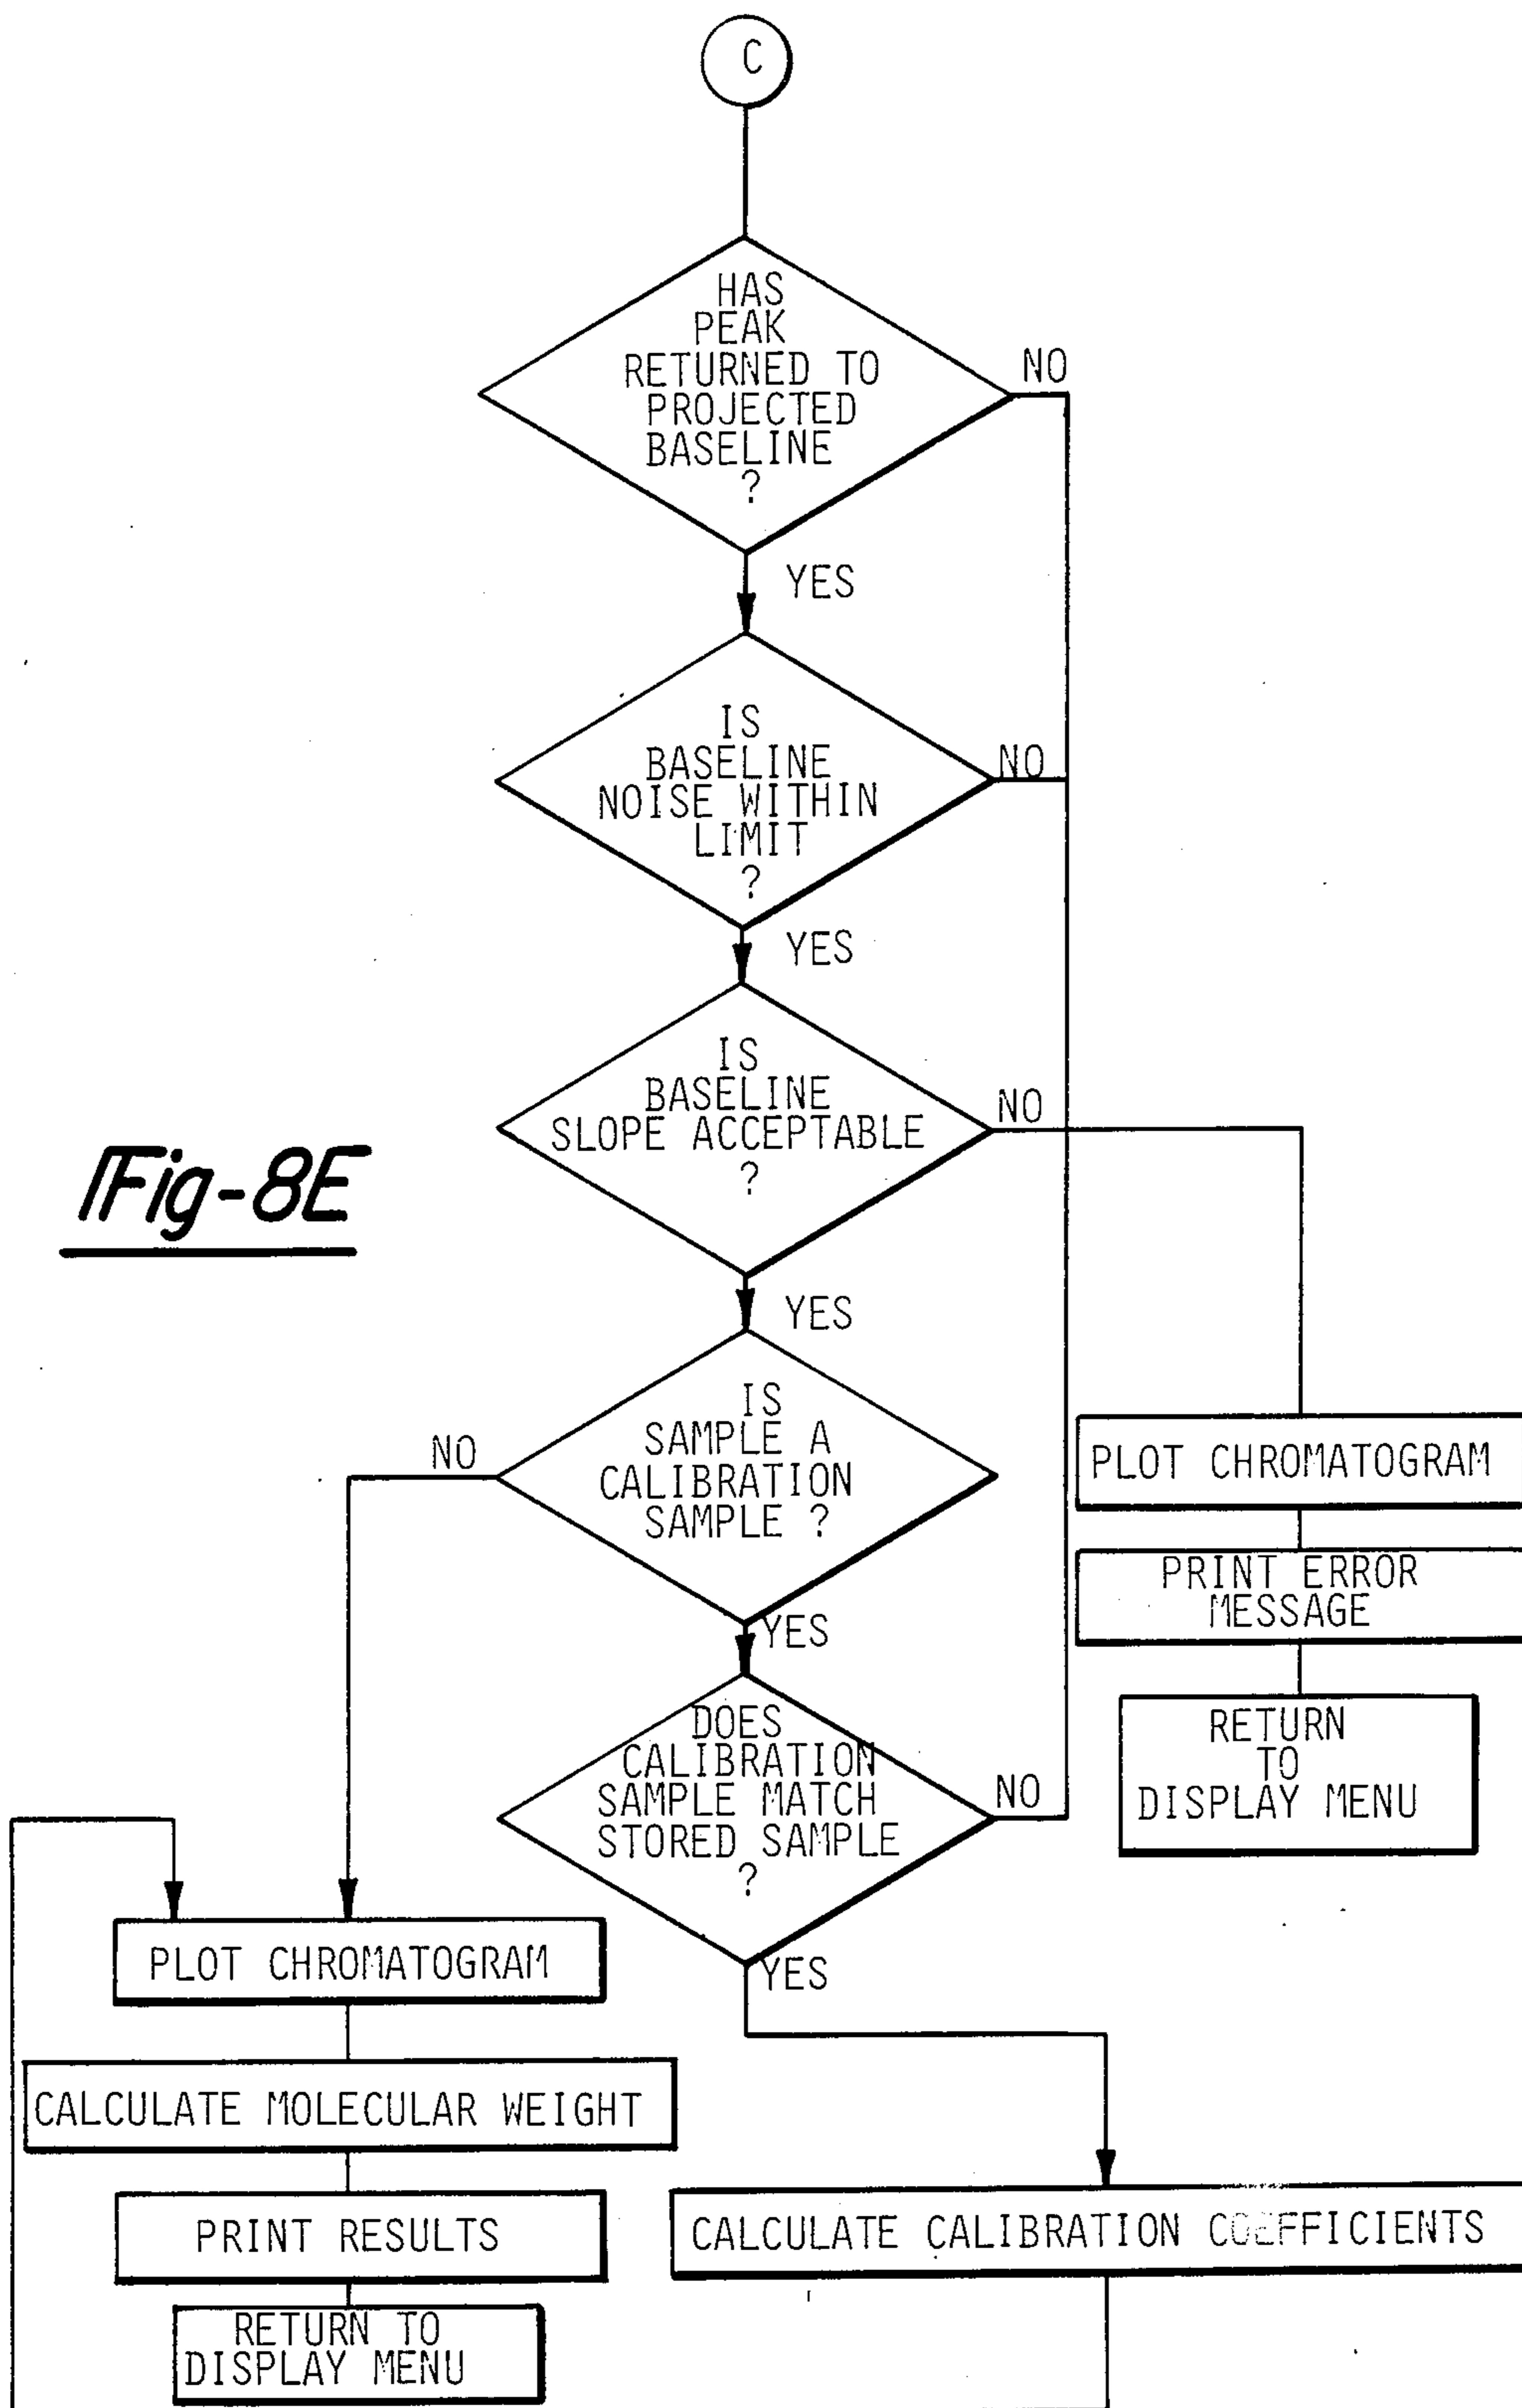 C
HAS
PEAK
RETURNED TO
PROJECTED
BASELINE
?
NO
YES
IS
BASELINE
NOISE WITHIN
LIMIT
?
NO
YES
IS
BASELINE
SLOPE ACCEPTABLE
?
NO
Fig-8E
YES
IS
SAMPLE A
CALIBRATION
SAMPLE ?
NO
PLOT CHROMATOGRAM
PRINT ERROR
MESSAGE
YES
DOES
CALIBRATION
SAMPLE MATCH
STORED SAMPLE
?
NO
RETURN
TO
DISPLAY MENU
YES
PLOT CHROMATOGRAM
CALCULATE MOLECULAR WEIGHT
PRINT RESULTS
CALCULATE CALIBRATION COEFFICIENTS
RETURN TO
DISPLAY MENU